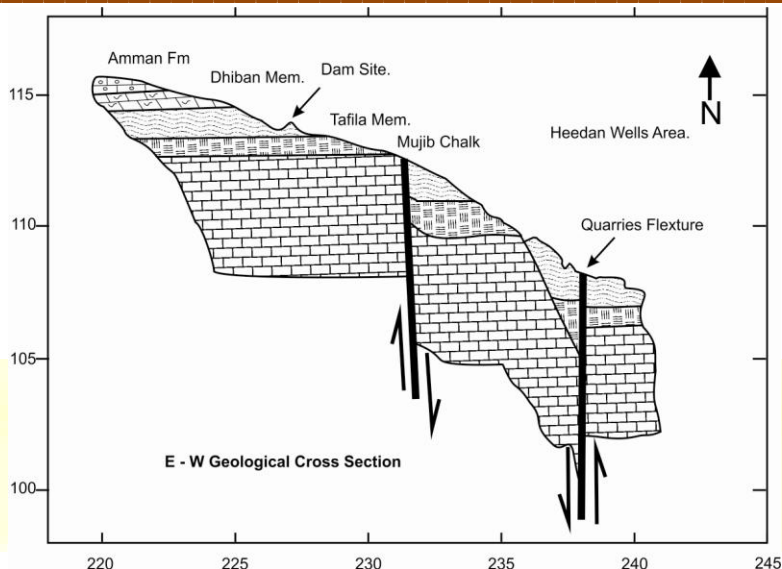 Amman Fm
Dhiban Mem.
Dam Site.
Tafila Mem.
Mujib Chalk
Heedan Wells Area.
N
Quarries Flexture
E - W Geological Cross Section
115
110
105
100
220
225
230
235
240
245